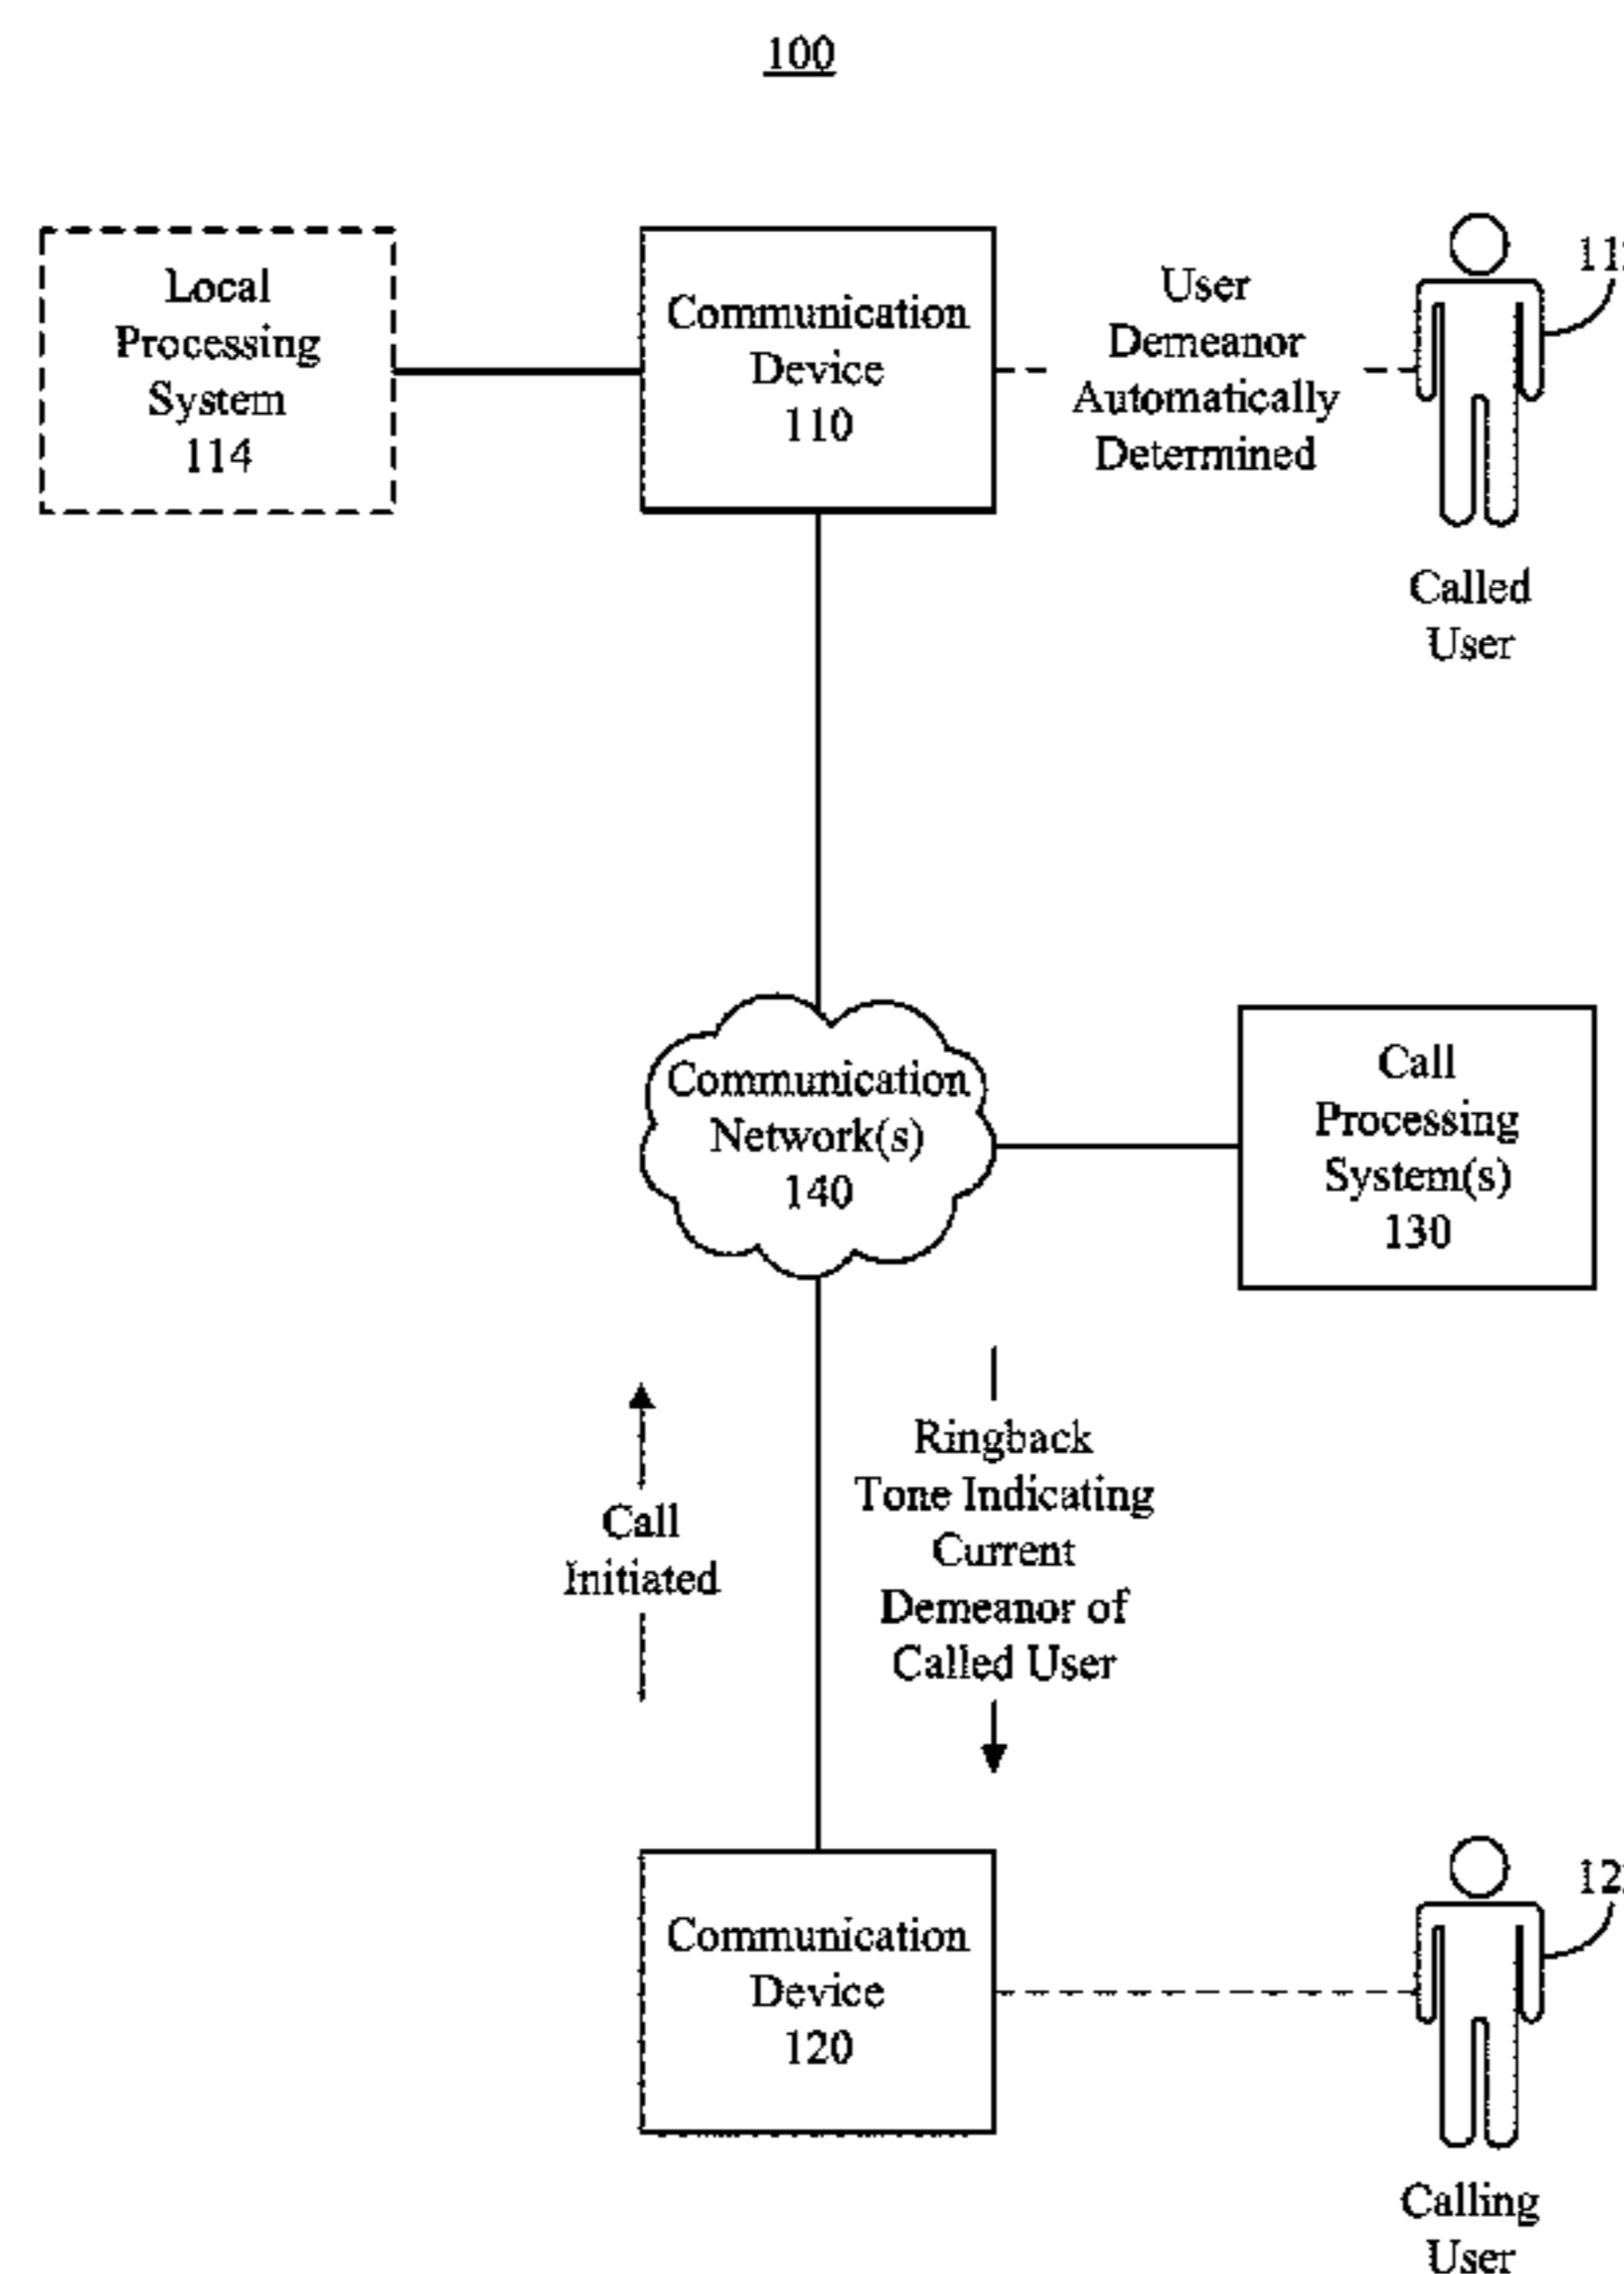 100
Local
Processing
System
114
Communication
Device
110
User
Demeanor
Automatically
Determined
Called
User
Communication
Network(s)
140
Call
Processing
System(s)
130
Call
Initiated
Ringback
Tone Indicating
Current
Demeanor of
Called User
Communication
Device
120
Calling
User